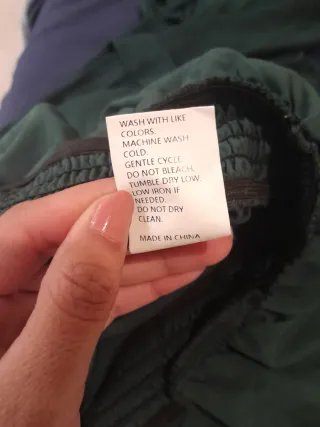 WASH WITH LIKE
COLORS.
MACHINE WASH
COLD.
GENTLE CYCLE.
DO NOT BLEACH.
TUMBLE DRY LOW.
LOW IRON IF
NEEDED.
DO NOT DRY
CLEAN.
MADE IN CHINA